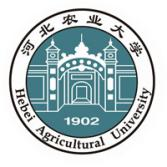 河北农业大学
1902
Hebei Agricultural University